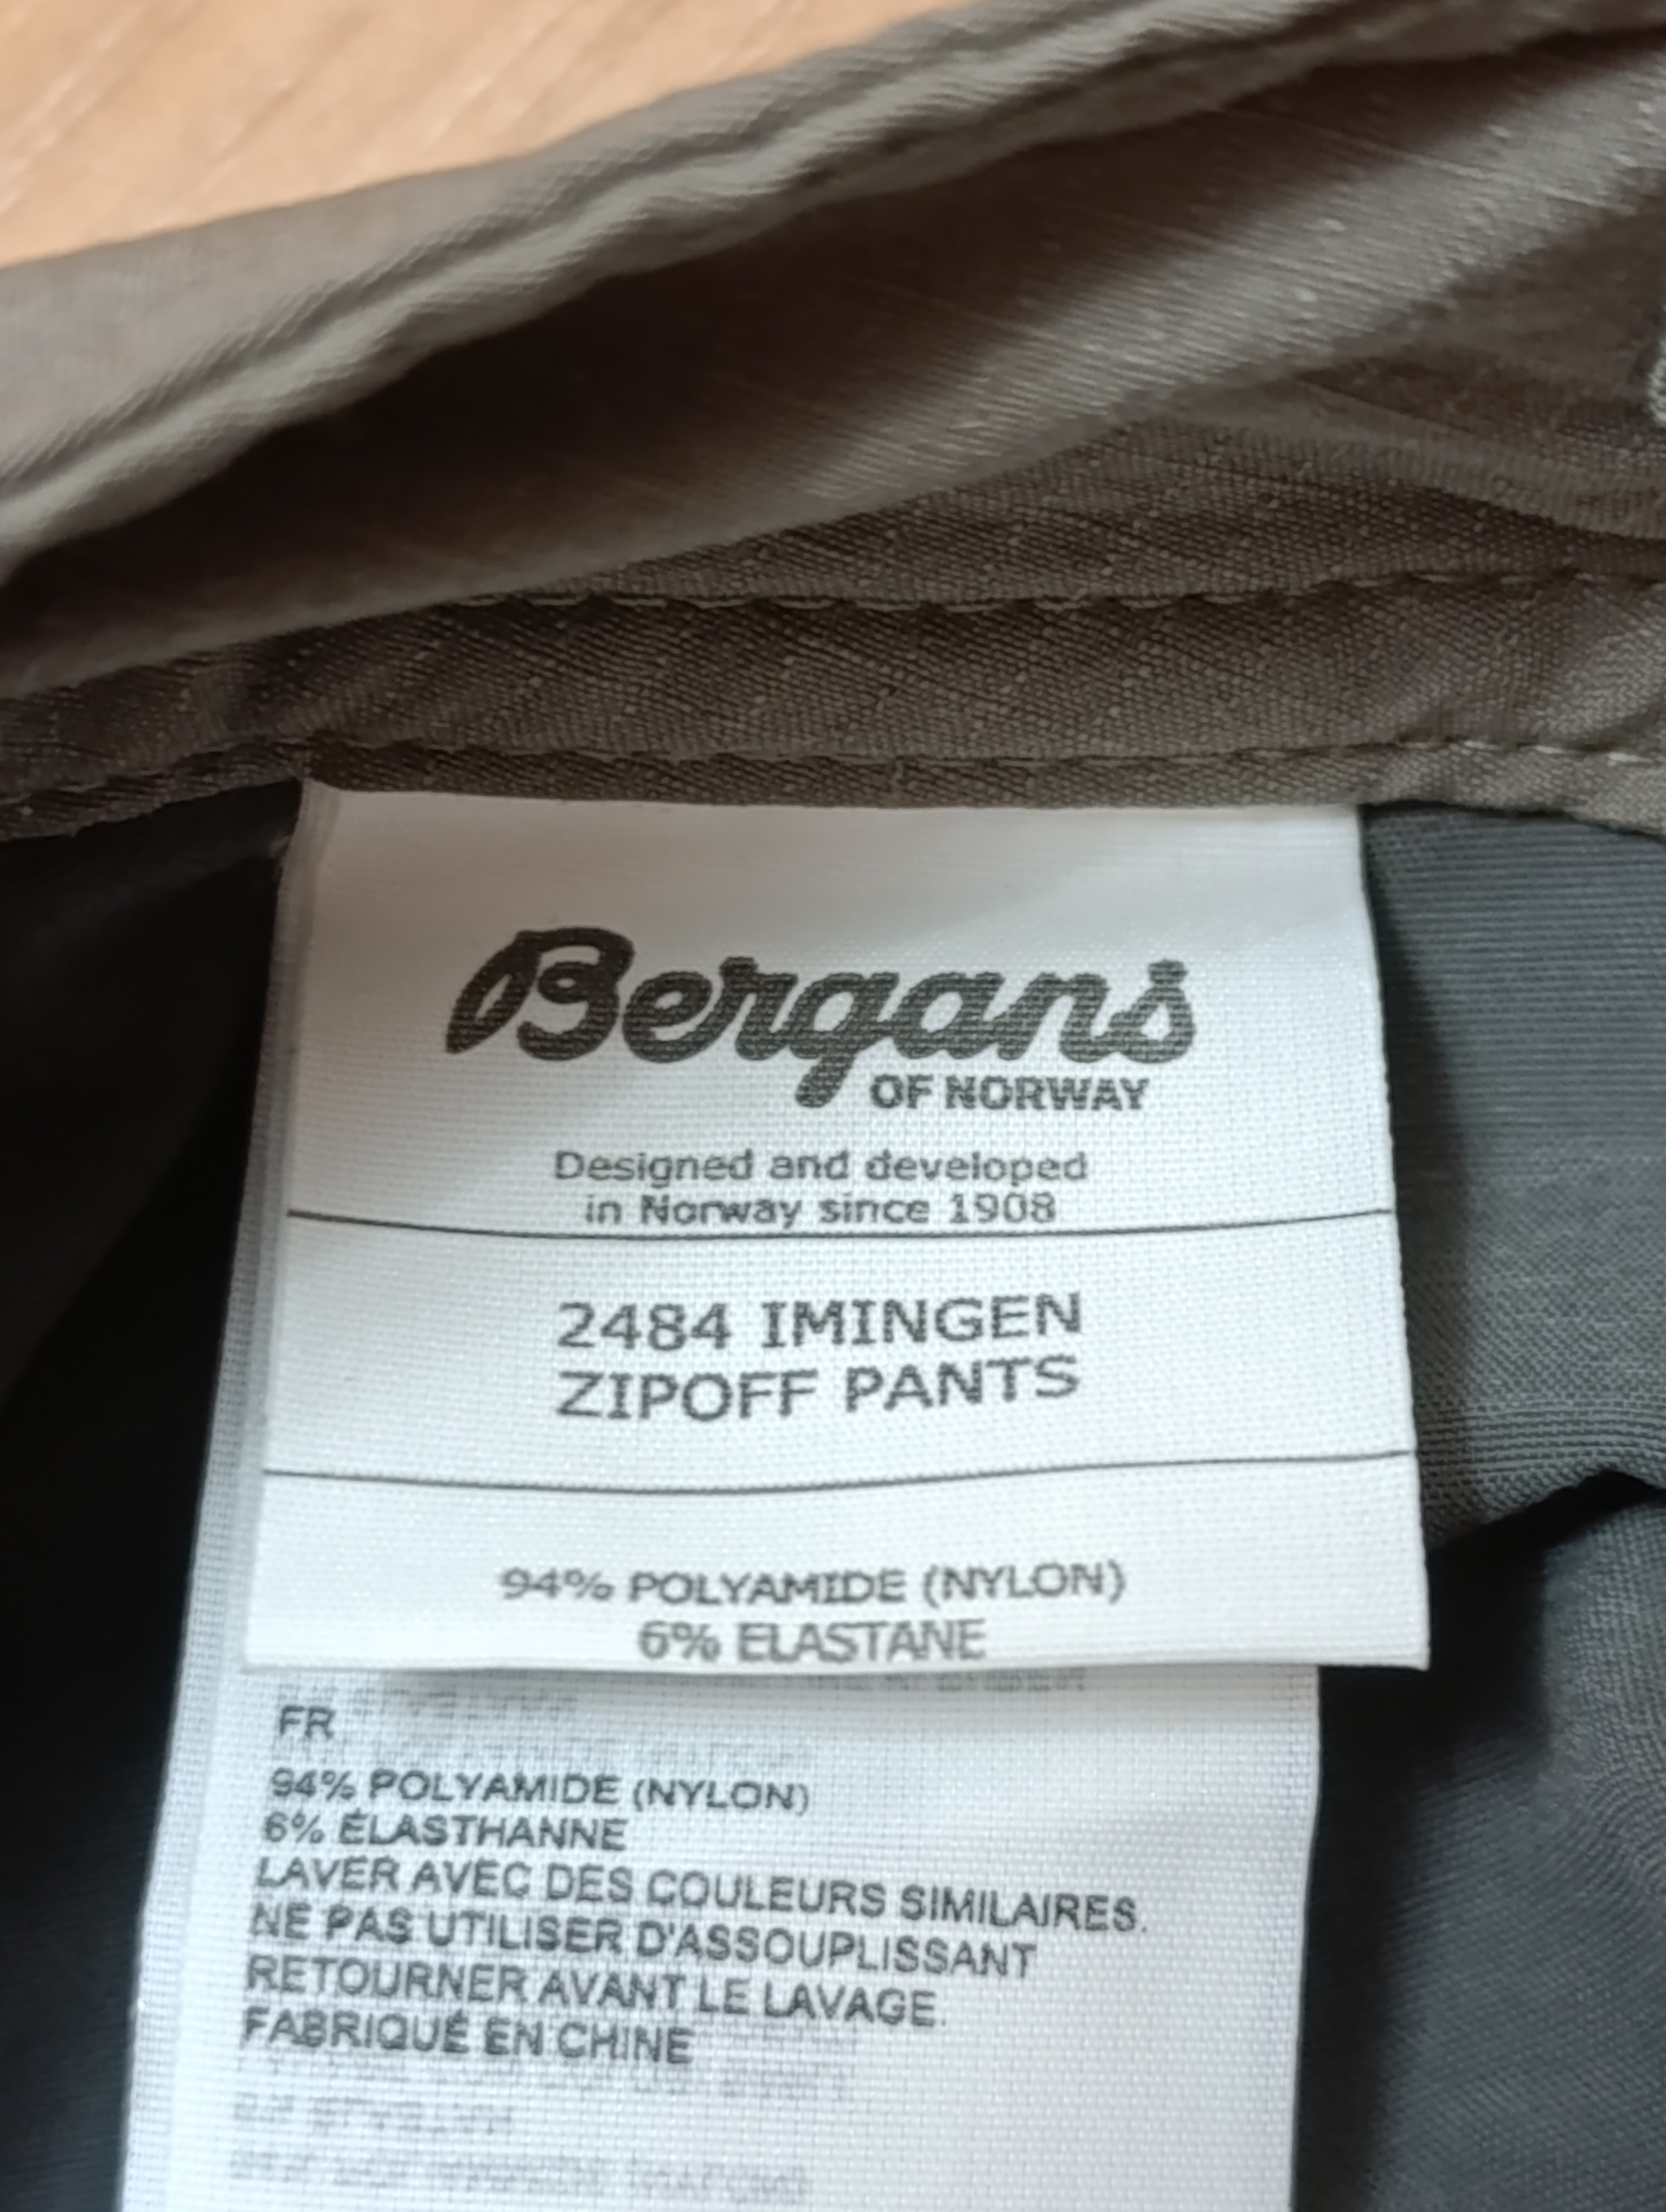 Bergans
OF NORWAY
Designed and developed
in Norway since 1908
2484 IMINGEN
ZIPOFF PANTS
94% POLYAMIDE (NYLON)
6% ELASTANE
FR
94% POLYAMIDE (NYLON)
6% ÉLASTHANNE
LAVER AVEC DES COULEURS SIMILAIRES.
NE PAS UTILISER D'ASSOUPLISSANT
RETOURNER AVANT LE LAVAGE.
FABRIQUÉ EN CHINE